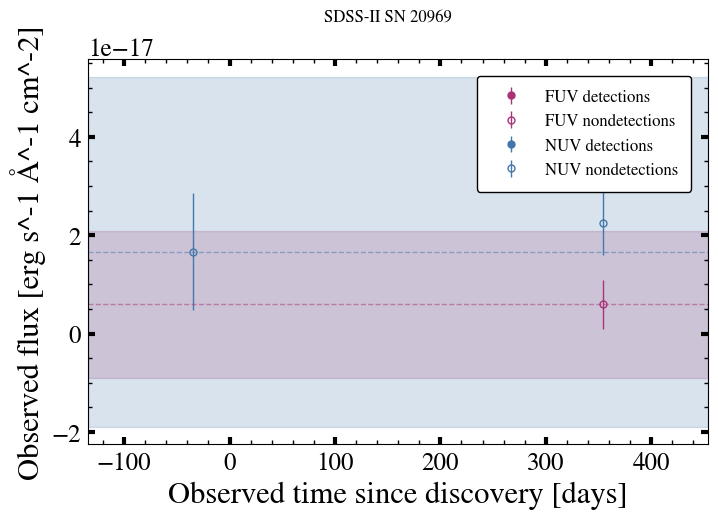 SDSS-II SN 20969
1e−17
Observed flux [erg s^-1 Å^-1 cm^-2]
4
2
0
−2
FUV detections
FUV nondetections
NUV detections
NUV nondetections
−100 0 100 200 300 400
Observed time since discovery [days]